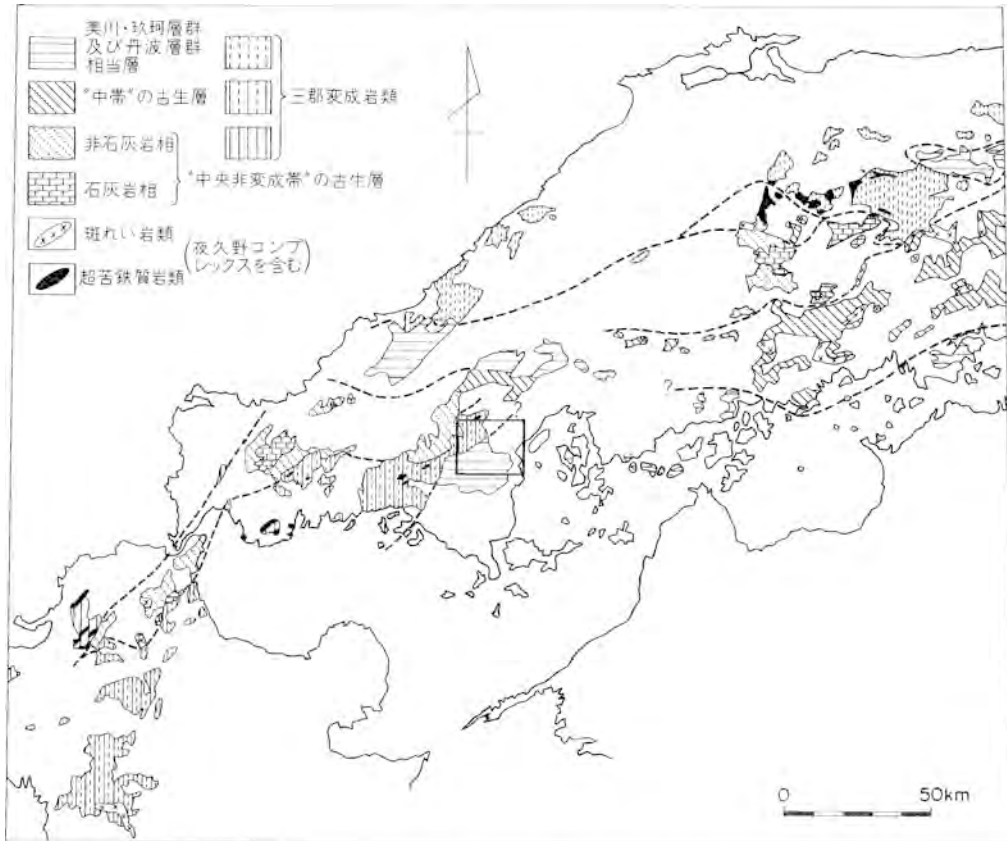 美川・玖珂層群
及び丹波層群
相当層
“中帯”の古生層
非石灰岩相
石灰岩相
“中央非変成帯”の古生層
斑れい岩類
超苦鉄質岩類
(夜久野コンプ
レックスを含む)
三郡変成岩類
?
0 50km